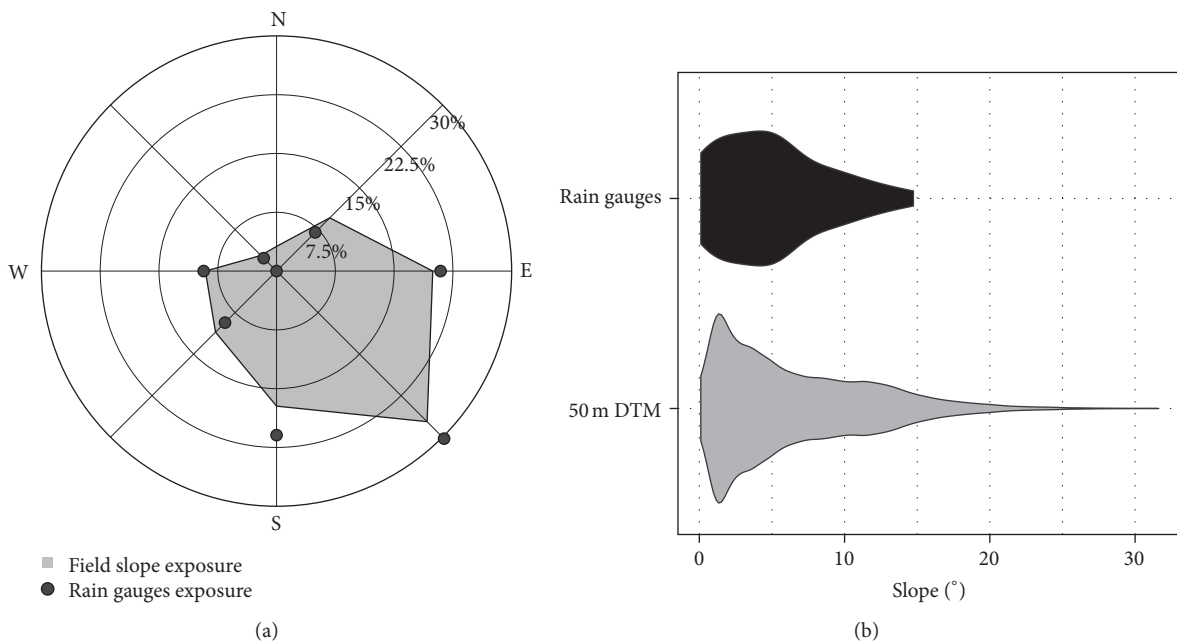 N
30%
22.5%
15%
7.5%
W
E
S
Field slope exposure
Rain gauges exposure
(a)
Rain gauges
50 m DTM
0
10
20
30
Slope (°)
(b)